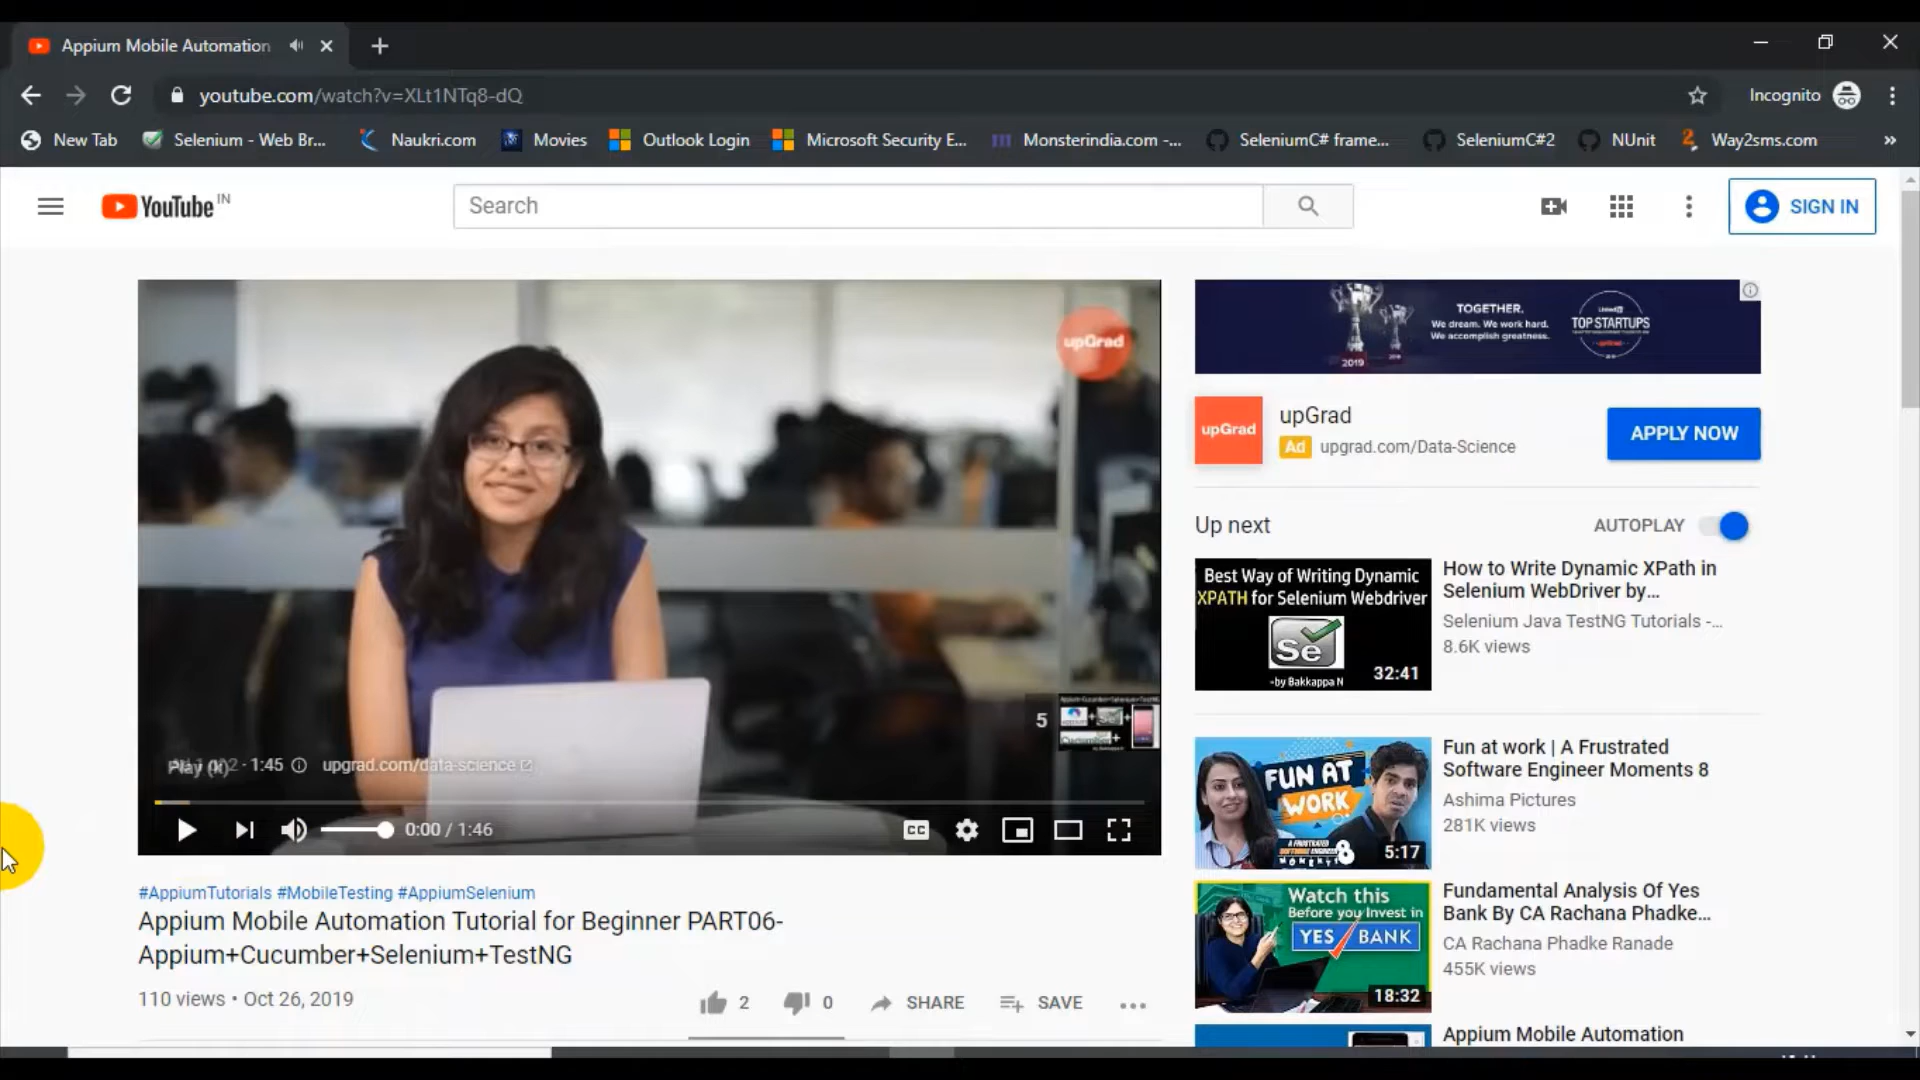 Appium Mobile Automation
youtube.com/watch?v=XLt1NTq8-dQ
Incognito
New Tab
Selenium - Web Br...
Naukri.com
Movies
Outlook Login
Microsoft Security E...
Monsterindia.com -...
SeleniumC# frame...
SeleniumC#2
NUnit
Way2sms.com
YouTube IN
Search
SIGN IN
upGrad
5
1:45
upgrad.com/data-science
0:00 / 1:46
CC
#AppiumTutorials #MobileTesting #AppiumSelenium
Appium Mobile Automation Tutorial for Beginner PART06-
Appium+Cucumber+Selenium+TestNG
110 views • Oct 26, 2019
2
0
SHARE
SAVE
TOGETHER.
We dream. We work hard.
We accomplish greatness.
2019
LinkedIn
TOP STARTUPS
upGrad
upGrad
Ad upgrad.com/Data-Science
APPLY NOW
Up next
AUTOPLAY
Best Way of Writing Dynamic
XPATH for Selenium Webdriver
Se
-by Bakkappa N
32:41
How to Write Dynamic XPath in
Selenium WebDriver by...
Selenium Java TestNG Tutorials -...
8.6K views
FUN AT
WORK
8
5:17
Fun at work | A Frustrated
Software Engineer Moments 8
Ashima Pictures
281K views
Watch this
Before you Invest in
YES BANK
18:32
Fundamental Analysis Of Yes
Bank By CA Rachana Phadke...
CA Rachana Phadke Ranade
455K views
Appium Mobile Automation